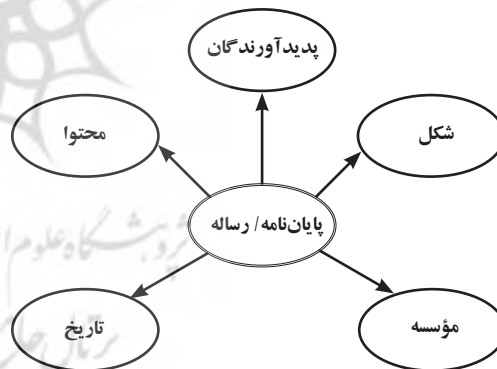 پدیدآورندگان
شکل
محتوا
پایان‌نامه/ رساله
مؤسسه
تاریخ